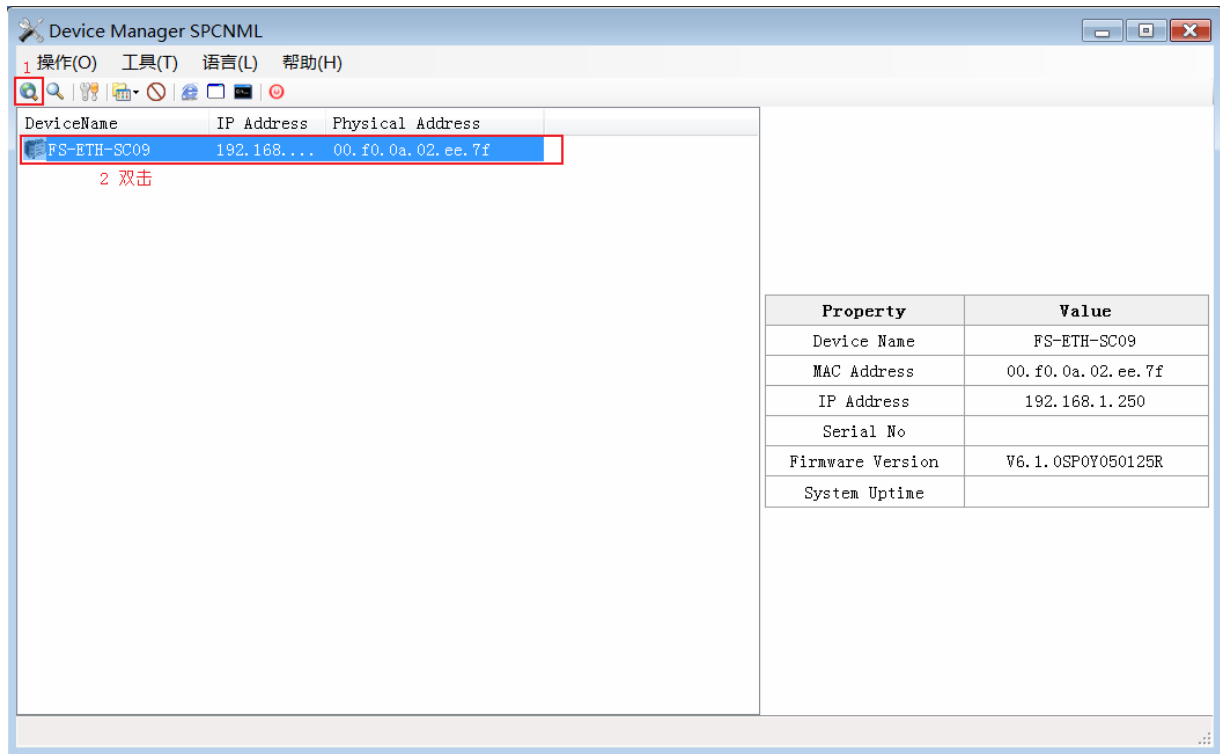 Device Manager SPCNML
1 操作(O) 工具(T) 语言(L) 帮助(H)
DeviceName IP Address Physical Address
FS-ETH-SC09 192.168.... 00.f0.0a.02.ee.7f
2 双击
Property Value
Device Name FS-ETH-SC09
MAC Address 00.f0.0a.02.ee.7f
IP Address 192.168.1.250
Serial No
Firmware Version V6.1.0SP0Y050125R
System Uptime